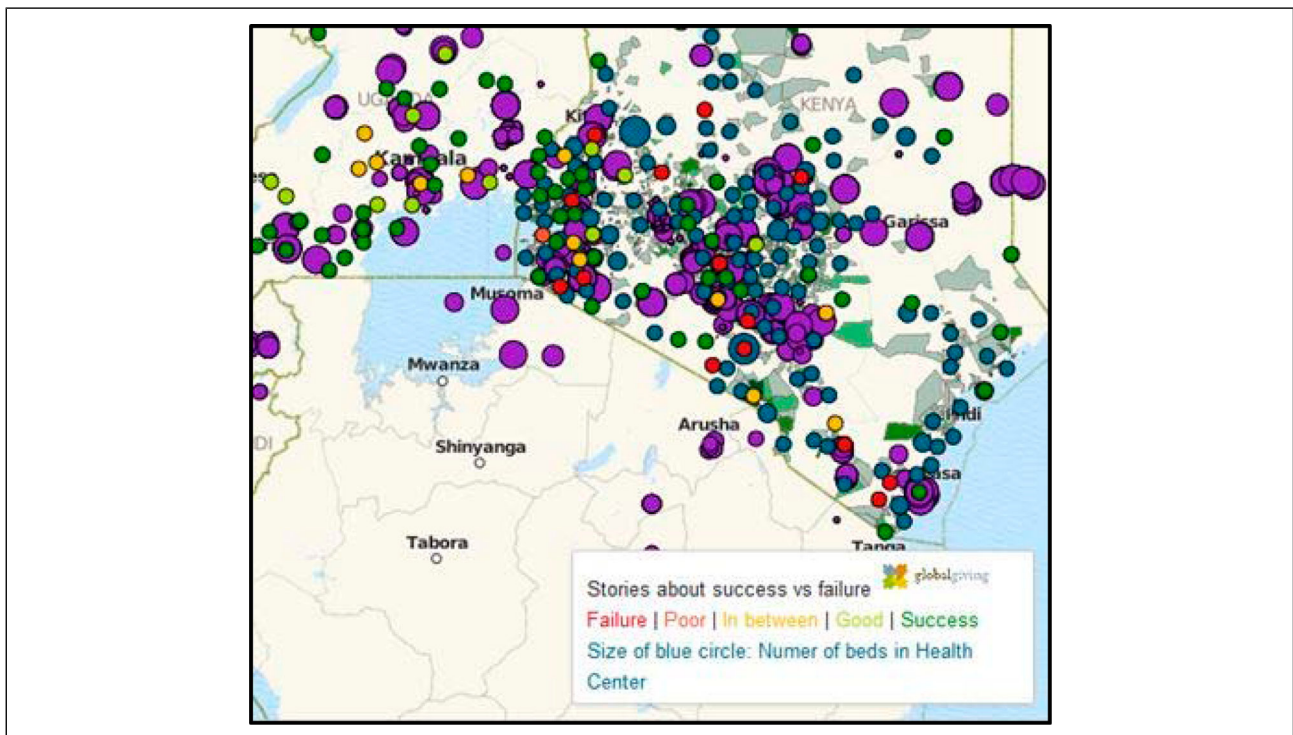 UGANDA
KENYA
Kampala
Garissa
Musoma
Mwanza
Arusha
Shinyanga
Tabora
Tanga
Stories about success vs failure globalgiving
Failure | Poor | In between | Good | Success
Size of blue circle: Numer of beds in Health
Center